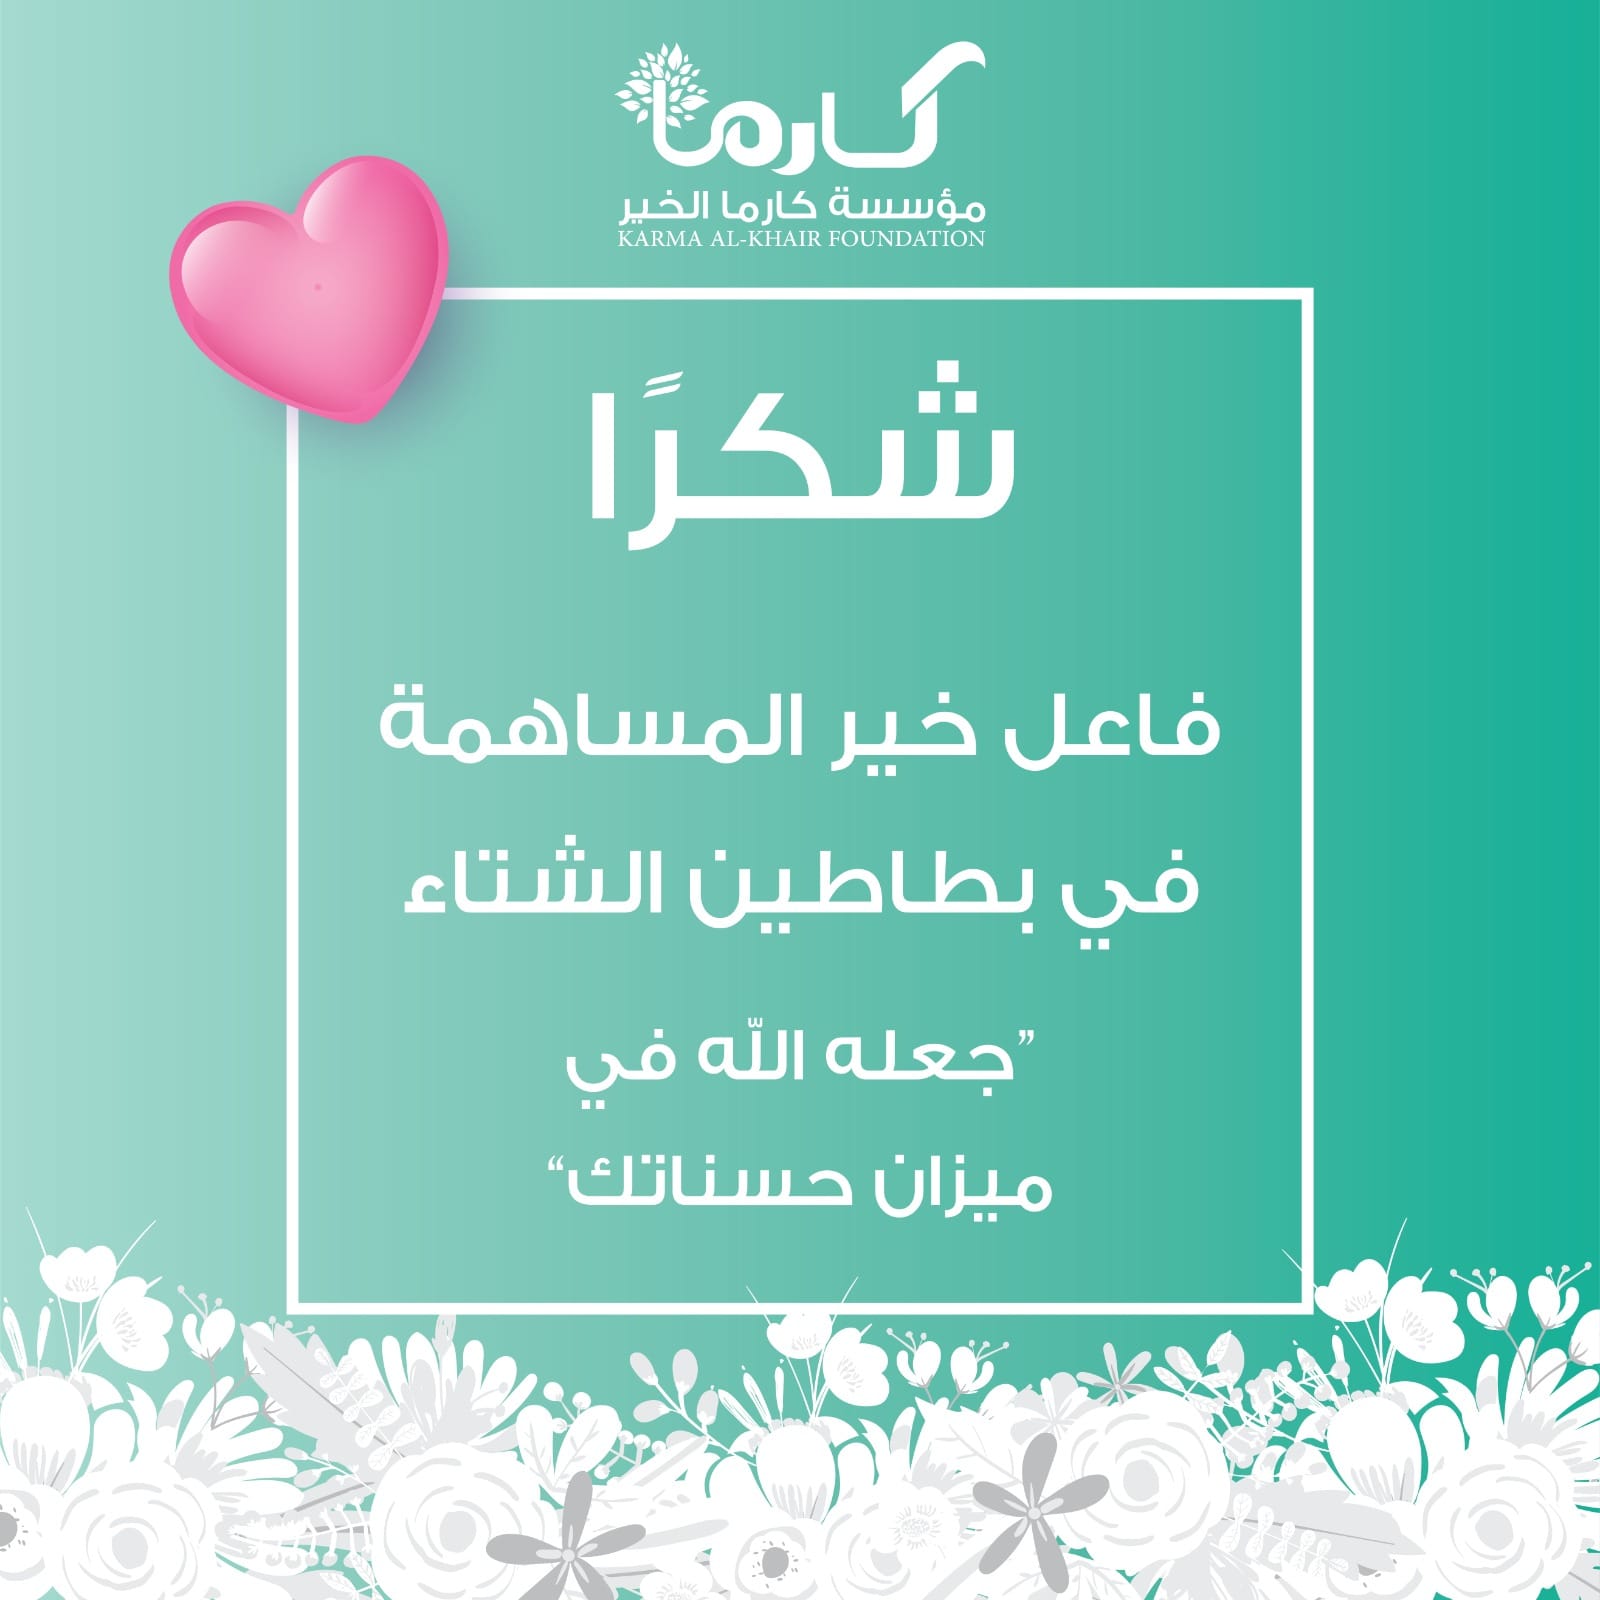 كارما
مؤسسة كارما الخير
KARMA AL-KHAIR FOUNDATION
شكرًا
فاعل خير المساهمة
في بطاطين الشتاء
”جعله الله في
ميزان حسناتك“